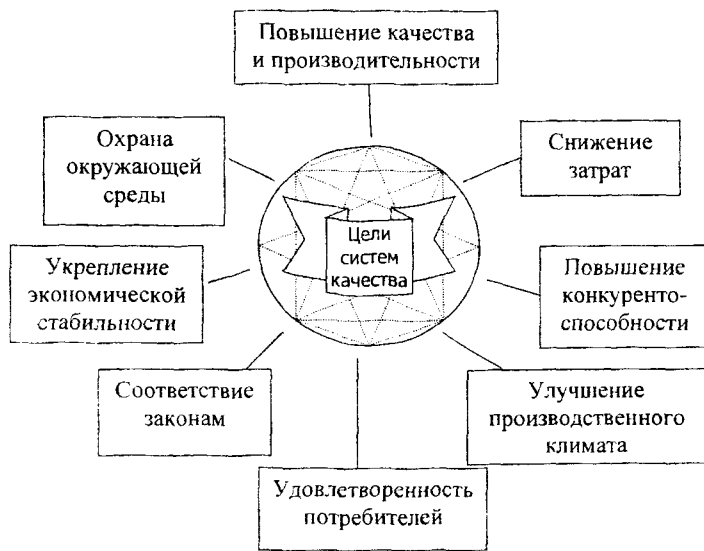 Повышение качества
и производительности
Охрана
окружающей
среды
Снижение
затрат
Цели
систем
качества
Укрепление
экономической
стабильности
Повышение
конкуренто-
способности
Соответствие
законам
Улучшение
производственного
климата
Удовлетворенность
потребителей